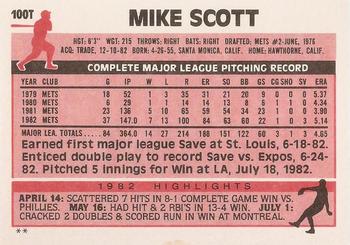 100T
MIKE SCOTT
HGT: 6'3" WGT: 215 THROWS: RIGHT BATS: RIGHT DRAFTED: METS #2-JUNE, 1976
ACQ: TRADE, 12-10-82 BORN: 4-26-55, SANTA MONICA, CALIF. HOME: HAWTHORNE, CALIF.
COMPLETE MAJOR LEAGUE PITCHING RECORD
YEAR CLUB G IP W L R ER SO BB GS CG SHO SV ERA
1979 METS 18 52 1 3 35 31 21 20 9 0 0 0 5.37
1980 METS 6 29 1 1 14 14 13 8 6 1 1 0 4.34
1981 METS 23 136 5 10 65 59 54 34 23 1 0 0 3.90
1982 METS 37 147 7 13 100 84 63 60 22 1 0 3 5.14
MAJOR LEA. TOTALS 84 364.0 14 27 214 188 151 122 60 3 1 3 4.65
Earned first major league Save at St. Louis, 6-18-82.
Enticed double play to record Save vs. Expos, 6-24-
82. Pitched 5 innings for Win at LA, July 18, 1982.
1982 HIGHLIGHTS
APRIL 14: SCATTERED 7 HITS IN 8-1 COMPLETE GAME WIN VS.
PHILLIES. MAY 16: HAD HIT & 2 RBI'S IN 13-4 WIN. JULY 1:
CRACKED 2 DOUBLES & SCORED RUN IN WIN AT MONTREAL.
**